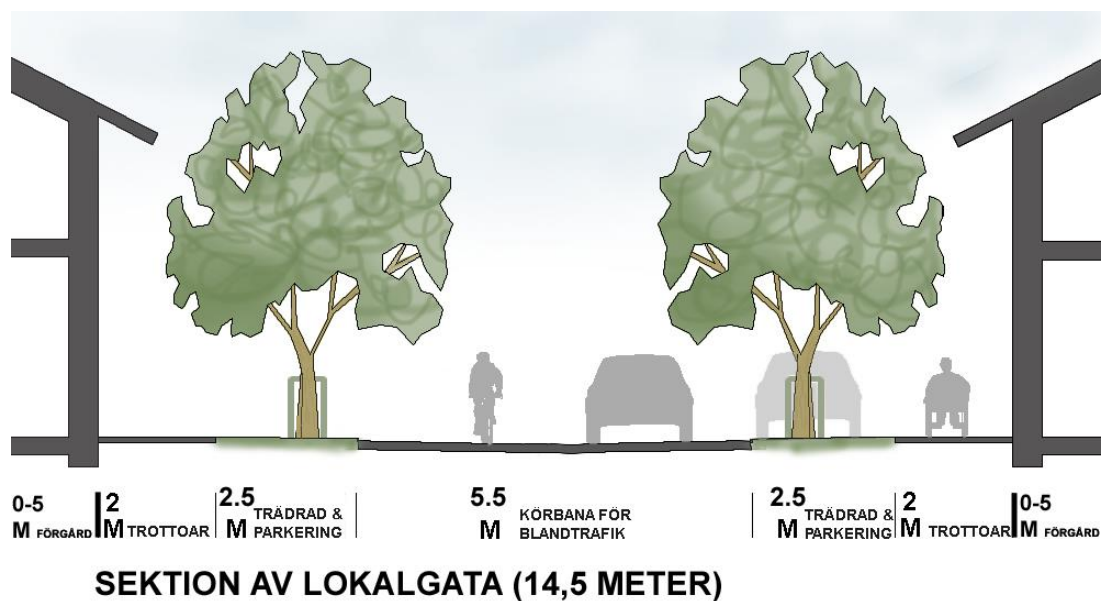 0-5
M FÖRGÅRD
2
M TROTTOAR
2.5 TRÄDRAD &
M PARKERING
5.5 KÖRBANA FÖR
M BLANDTRAFIK
2.5 TRÄDRAD &
M PARKERING
2
M TROTTOAR
0-5
M FÖRGÅRD
SEKTION AV LOKALGATA (14,5 METER)